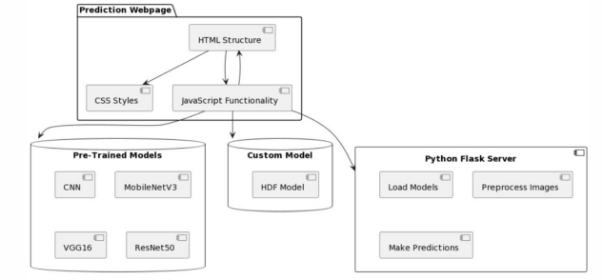 Prediction Webpage
HTML Structure
CSS Styles
JavaScript Functionality
Pre-Trained Models
CNN
MobileNetV3
VGG16
ResNet50
Custom Model
HDF Model
Python Flask Server
Load Models
Preprocess Images
Make Predictions